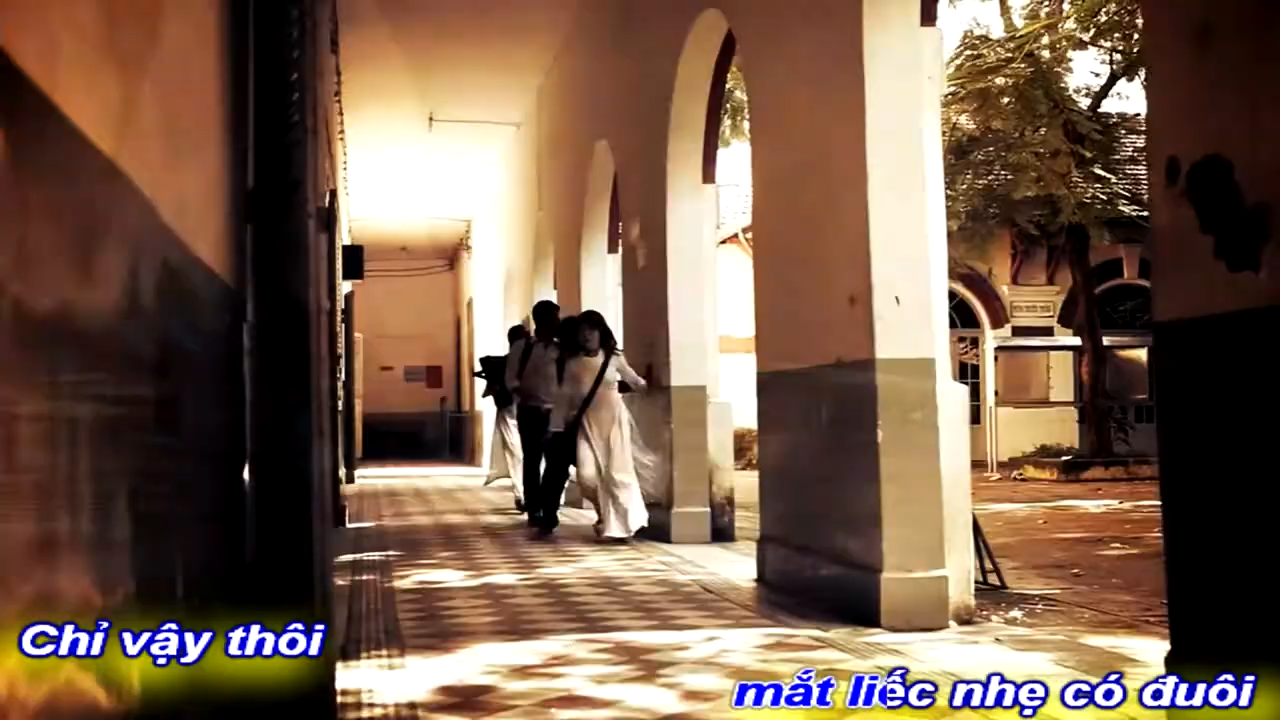 Chỉ vậy thôi
mắt liếc nhẹ có đuôi